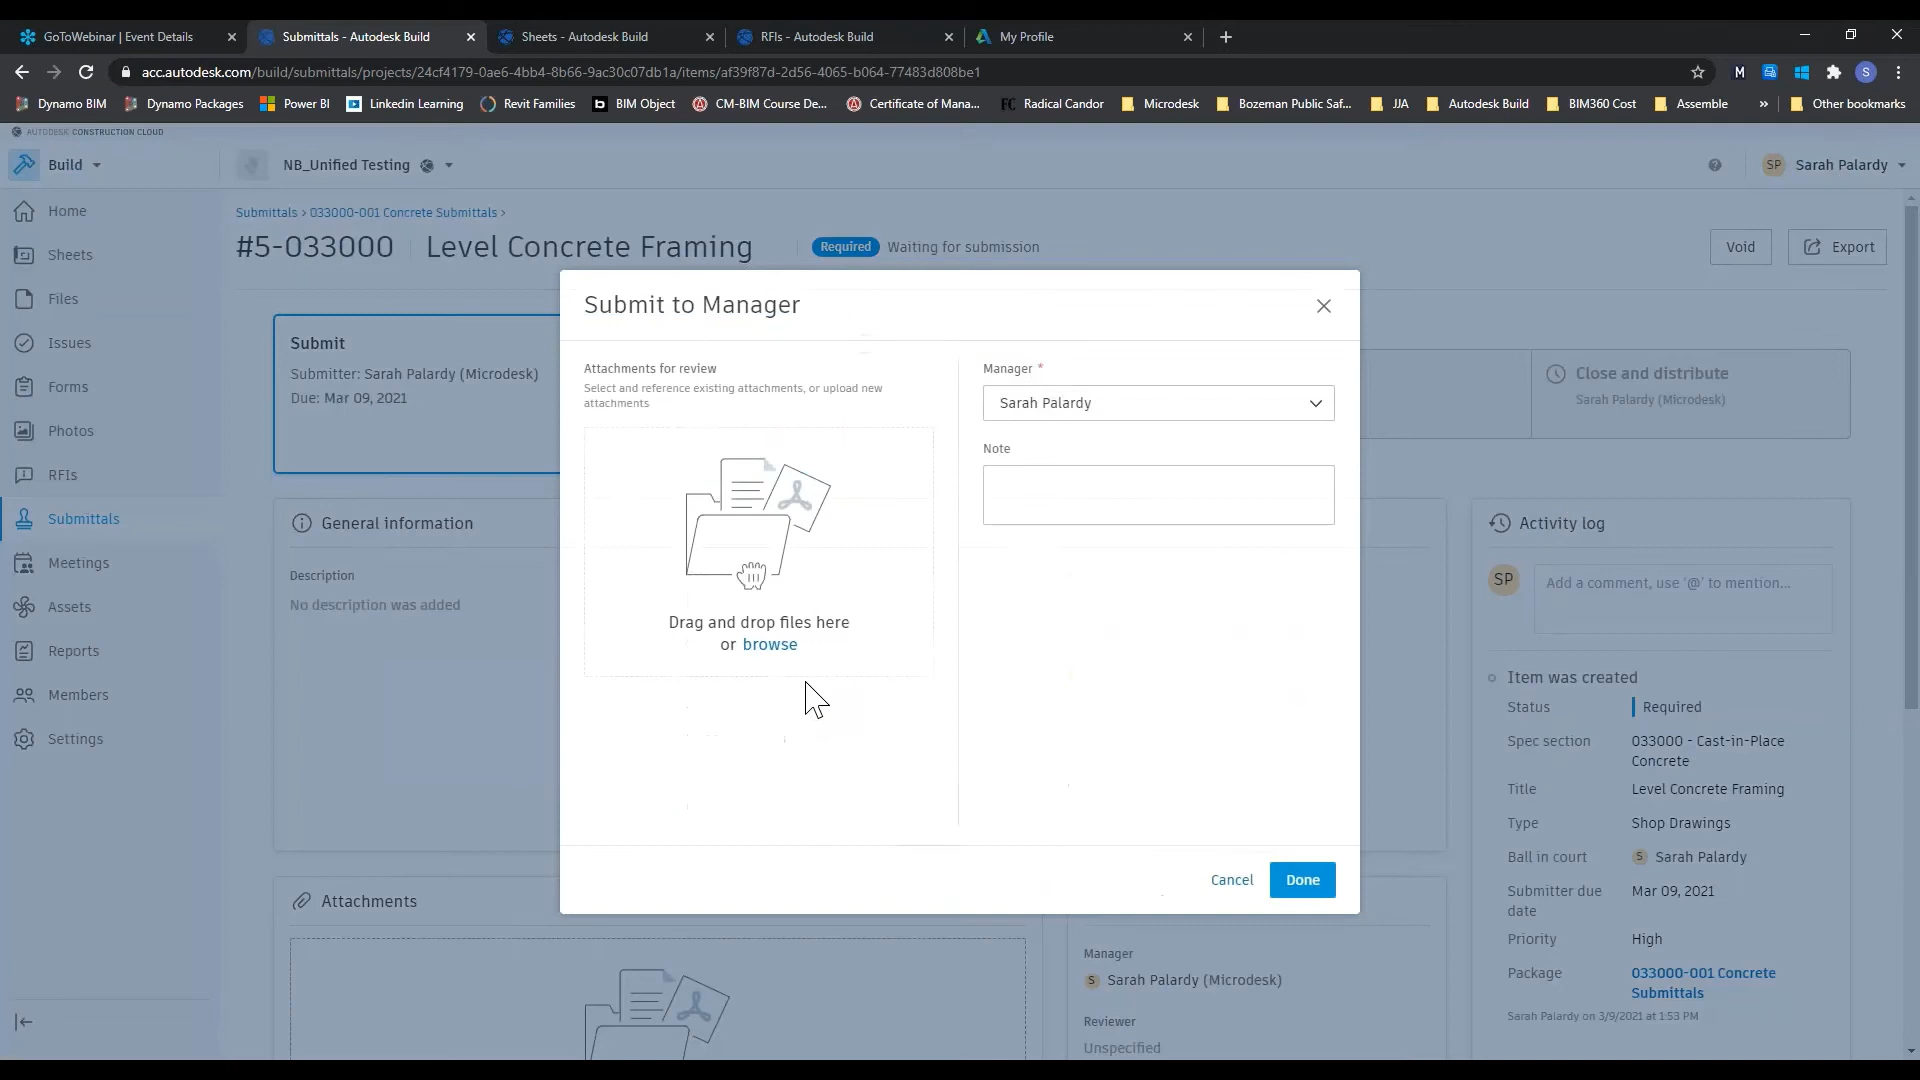 GoToWebinar | Event Details
Submittals - Autodesk Build
Sheets - Autodesk Build
RFIs - Autodesk Build
My Profile
acc.autodesk.com/build/submittals/projects/24cf4179-0ae6-4bb4-8b66-9ac30c07db1a/items/af39f87d-2d56-4065-b064-77483d808be1
M
S
Dynamo BIM
Dynamo Packages
Power BI
Linkedin Learning
Revit Families
BIM Object
CM-BIM Course De...
Certificate of Mana...
FC Radical Candor
Microdesk
Bozeman Public Saf...
JJA
Autodesk Build
BIM360 Cost
Assemble
»
Other bookmarks
AUTODESK CONSTRUCTION CLOUD
Build
NB_Unified Testing
SP Sarah Palardy
Home
Sheets
Files
Issues
Forms
Photos
RFIs
Submittals
Meetings
Assets
Reports
Members
Settings
Submittals > 033000-001 Concrete Submittals >
#5-033000 Level Concrete Framing Required Waiting for submission
Void
Export
Submit
Submitter: Sarah Palardy (Microdesk)
Due: Mar 09, 2021
Close and distribute
Sarah Palardy (Microdesk)
General information
Description
No description was added
Attachments
Submit to Manager
Attachments for review
Select and reference existing attachments, or upload new
attachments
Drag and drop files here
or browse
Manager *
Sarah Palardy
Note
Cancel
Done
Manager
S Sarah Palardy (Microdesk)
Reviewer
Unspecified
Activity log
SP
Add a comment, use '@' to mention...
Item was created
Status Required
Spec section 033000 - Cast-in-Place
Concrete
Title Level Concrete Framing
Type Shop Drawings
Ball in court S Sarah Palardy
Submitter due Mar 09, 2021
date
Priority High
Package 033000-001 Concrete
Submittals
Sarah Palardy on 3/9/2021 at 1:53 PM